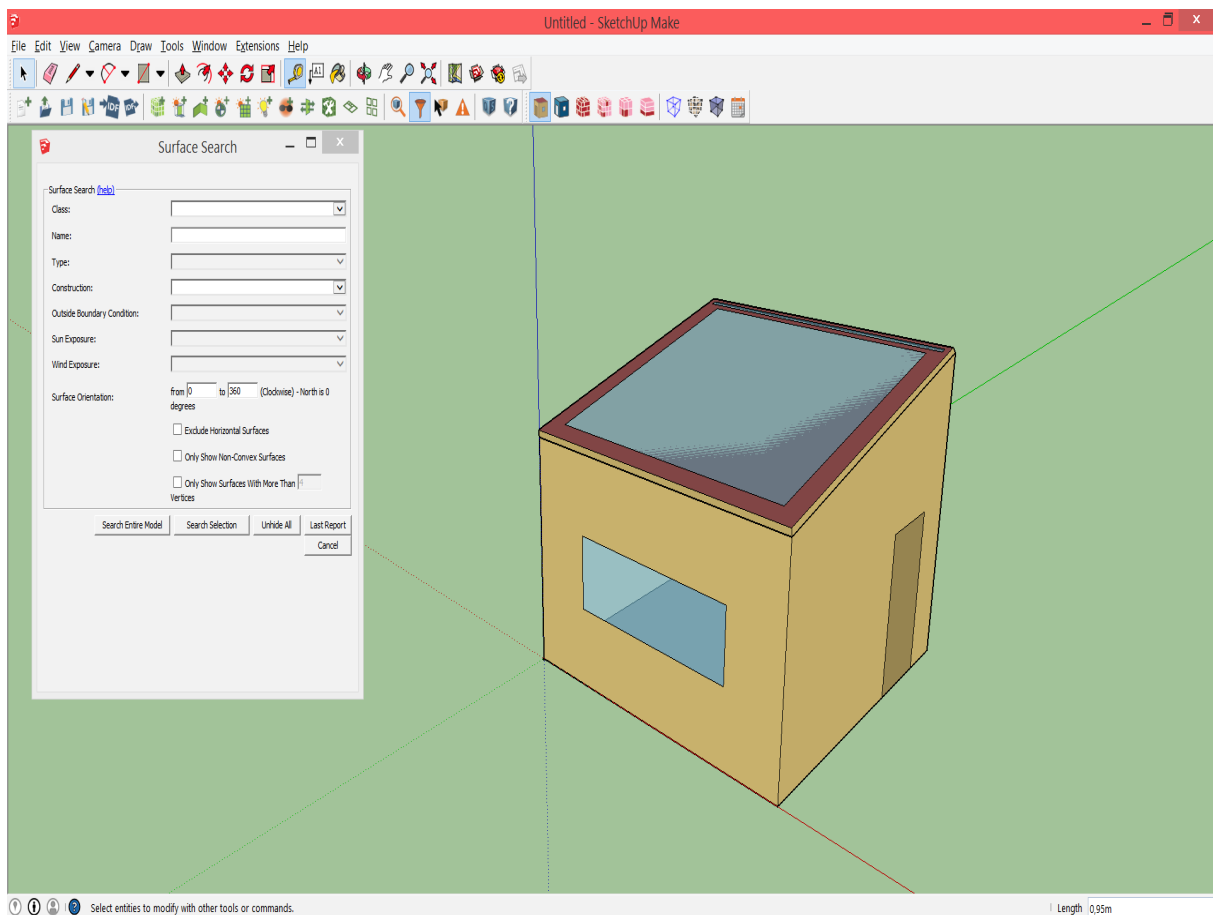 Untitled - SketchUp Make
File Edit View Camera Draw Tools Window Extensions Help
A1
IDF
Surface Search
Surface Search (help)
Class:
Name:
Type:
Construction:
Outside Boundary Condition:
Sun Exposure:
Wind Exposure:
Surface Orientation:
from 0 to 360 (Clockwise) - North is 0
degrees
Exclude Horizontal Surfaces
Only Show Non-Convex Surfaces
Only Show Surfaces With More Than 4
Vertices
Search Entire Model Search Selection Unhide All Last Report
Cancel
Select entities to modify with other tools or commands.
Length 0,95m